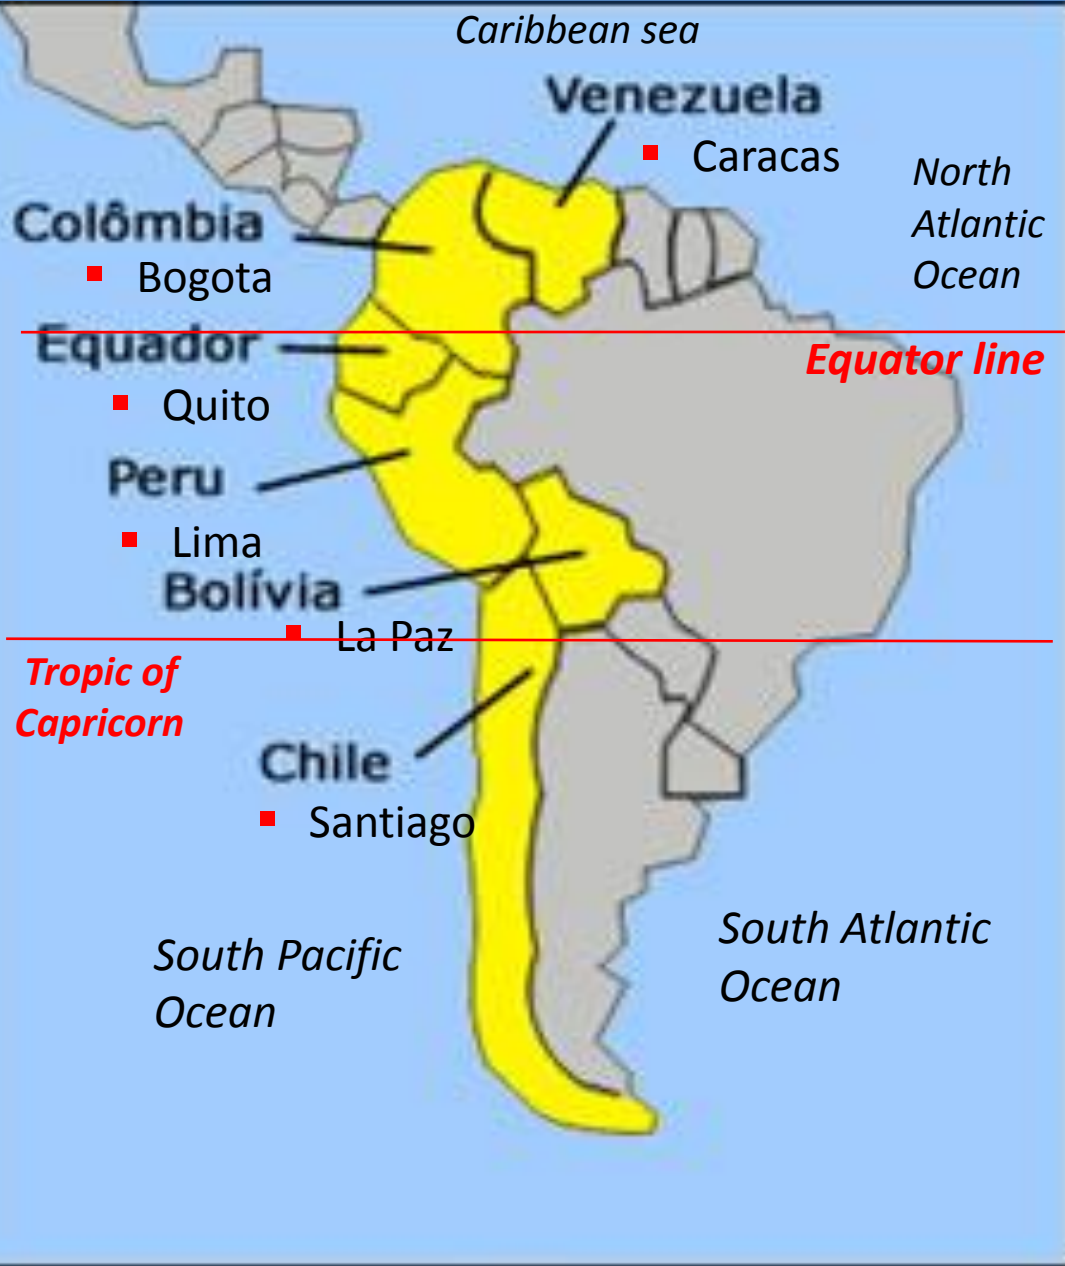 Caribbean sea
Venezuela
Caracas
North
Atlantic
Ocean
Colômbia
Bogota
Equador
Equator line
Quito
Peru
Lima
Bolívia
La Paz
Tropic of
Capricorn
Chile
Santiago
South Pacific
Ocean
South Atlantic
Ocean